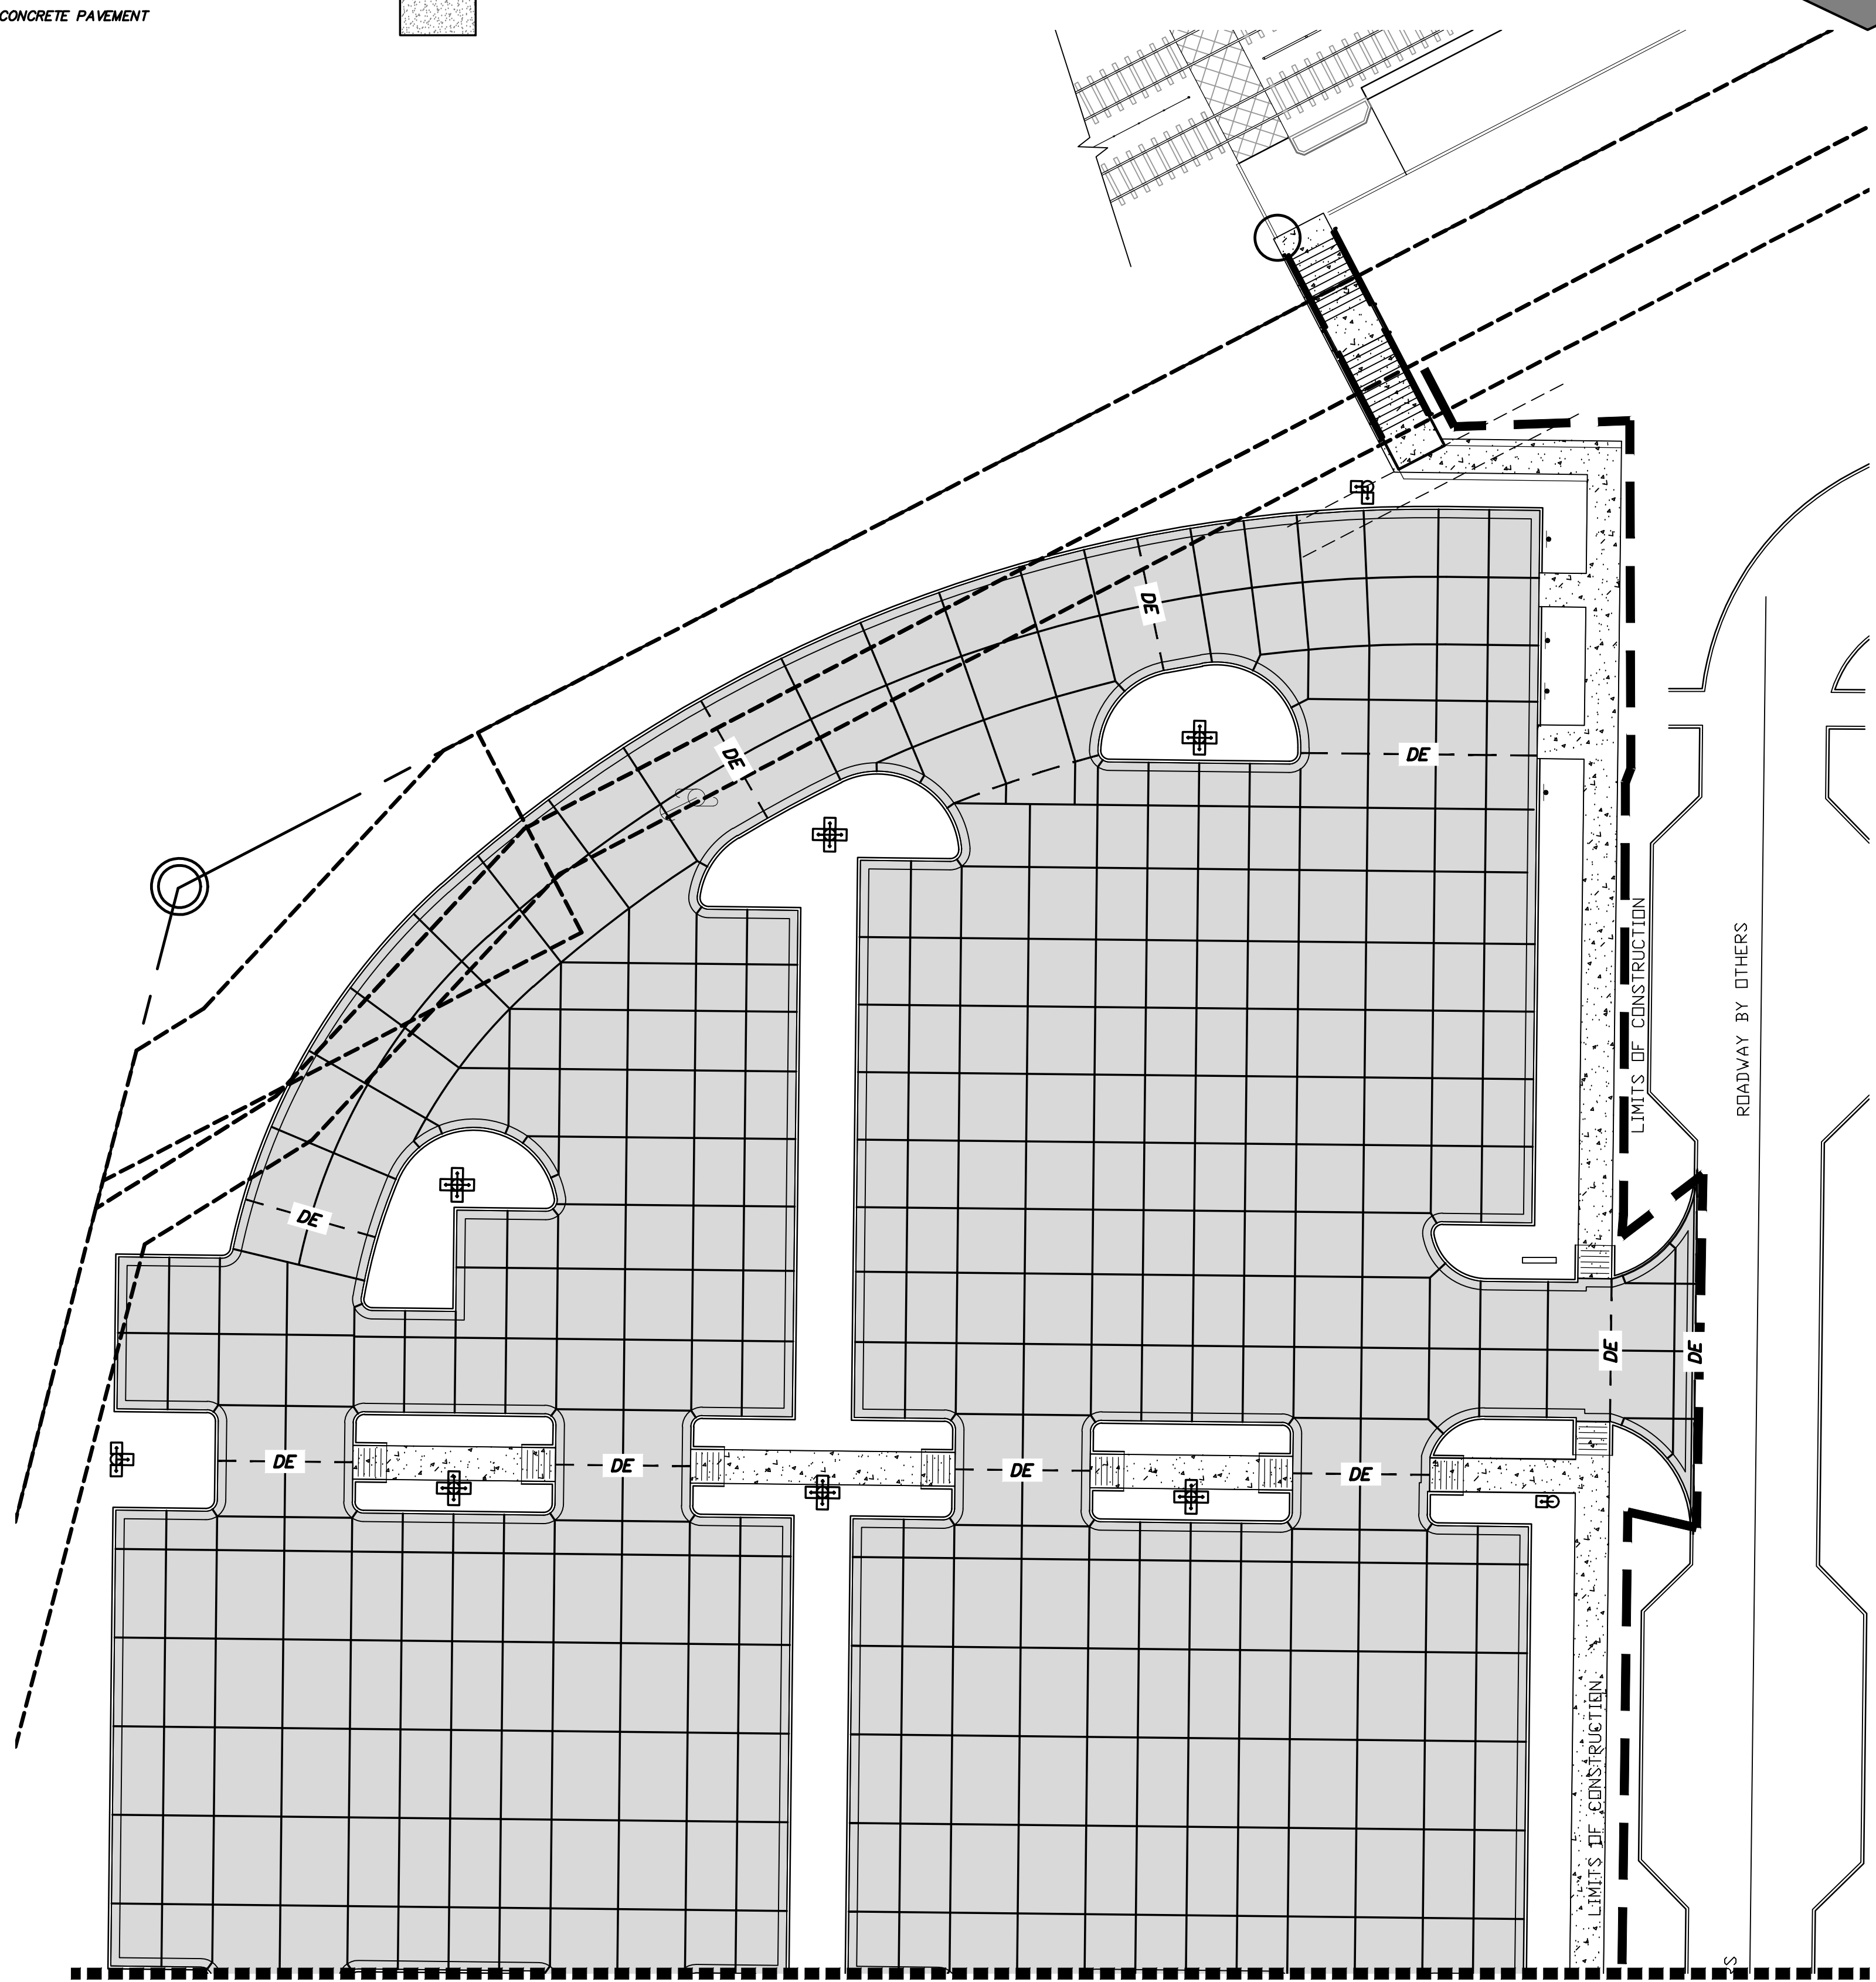 CONCRETE PAVEMENT
DE
DE
DE
LIMITS OF CONSTRUCTION
ROADWAY BY OTHERS
DE
DE
DE
DE
DE
DE
DE
LIMITS OF CONSTRUCTION